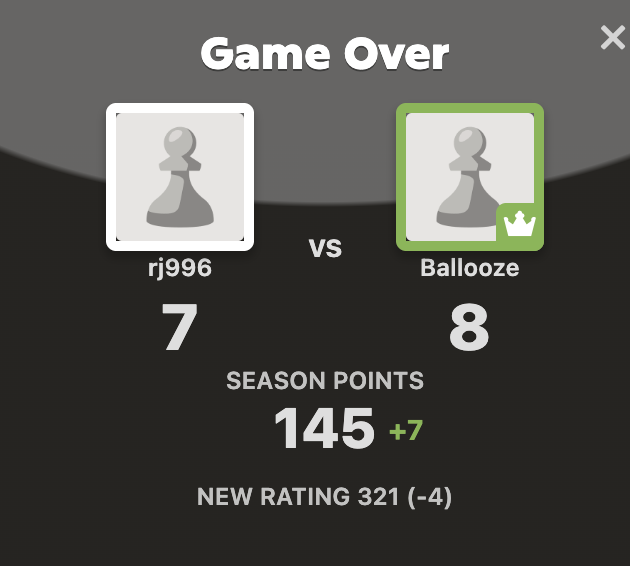 Game Over
vs
rj996
Ballooze
7
8
SEASON POINTS
145 +7
NEW RATING 321 (-4)